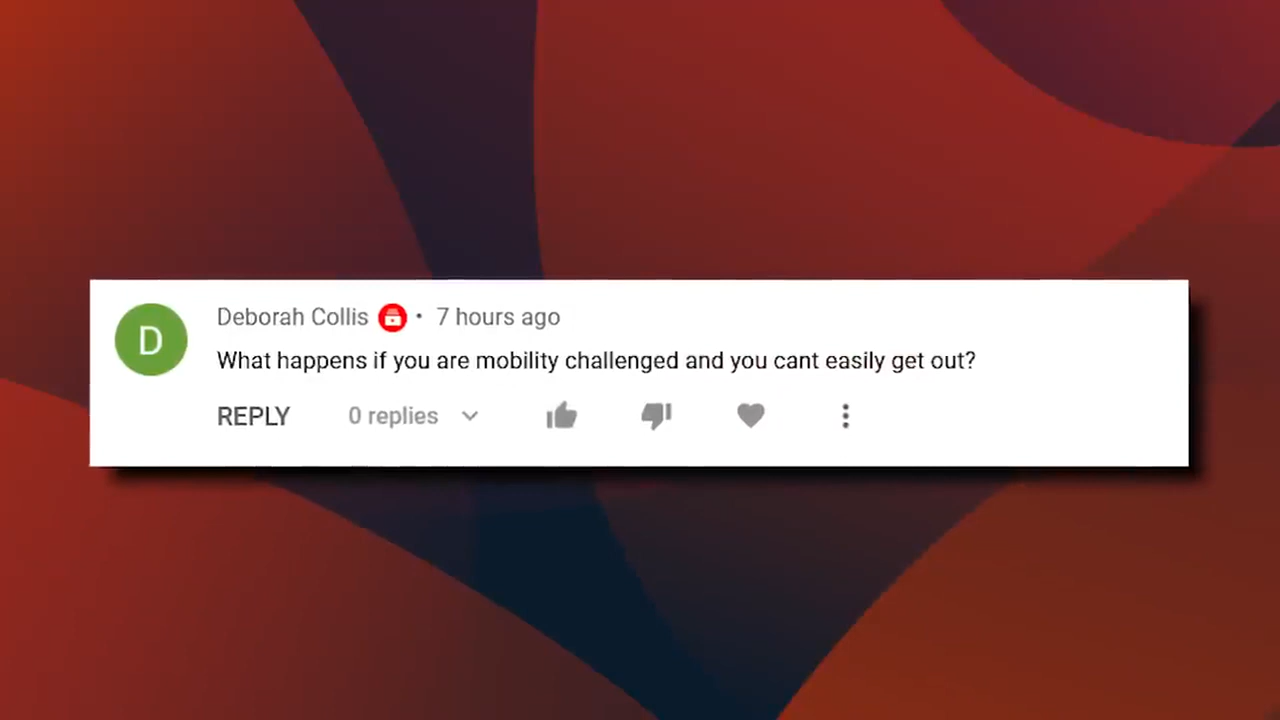 D
Deborah Collis • 7 hours ago
What happens if you are mobility challenged and you cant easily get out?
REPLY 0 replies